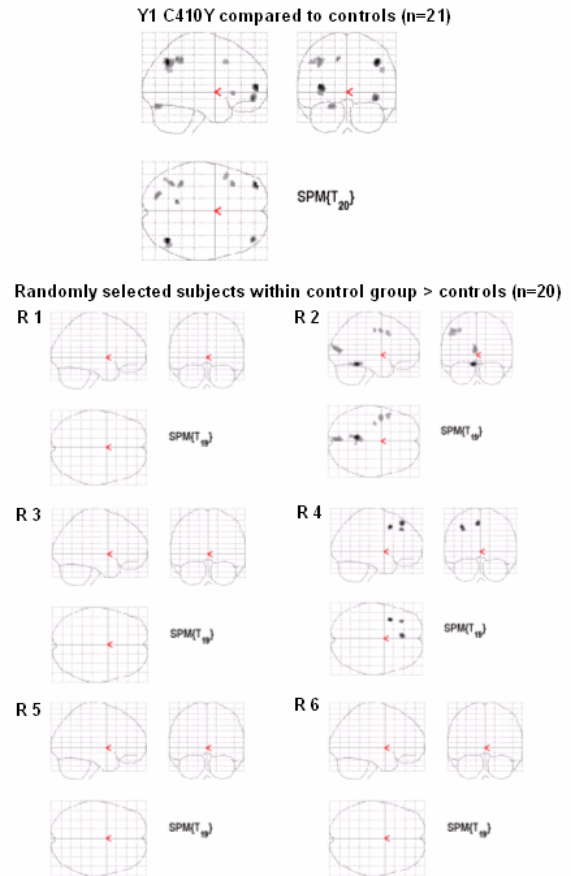 Y1 C410Y compared to controls (n=21)
SPM{T20}
Randomly selected subjects within control group > controls (n=20)
R 1
R 2
SPM{T19}
SPM{T19}
R 3
R 4
SPM{T19}
SPM{T19}
R 5
R 6
SPM{T19}
SPM{T19}